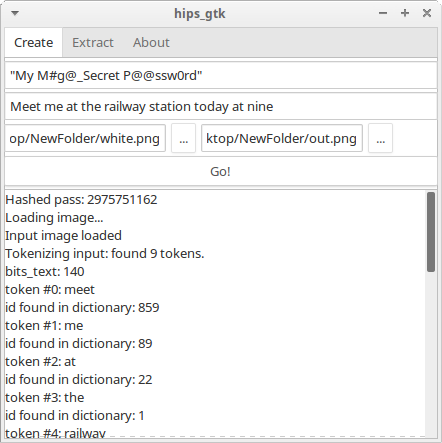 hips_gtk
Create Extract About
"My M#g@_Secret P@@ssw0rd"
Meet me at the railway station today at nine
op/NewFolder/white.png ... ktop/NewFolder/out.png ...
Go!
Hashed pass: 2975751162
Loading image...
Input image loaded
Tokenizing input: found 9 tokens.
bits_text: 140
token #0: meet
id found in dictionary: 859
token #1: me
id found in dictionary: 89
token #2: at
id found in dictionary: 22
token #3: the
id found in dictionary: 1
token #4: railway